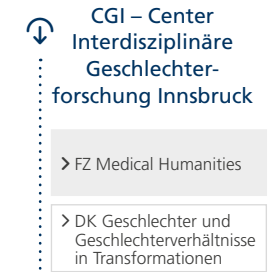 CGI – Center
Interdisziplinäre
Geschlechter-
forschung Innsbruck
> FZ Medical Humanities
> DK Geschlechter und
Geschlechterverhältnisse
in Transformationen